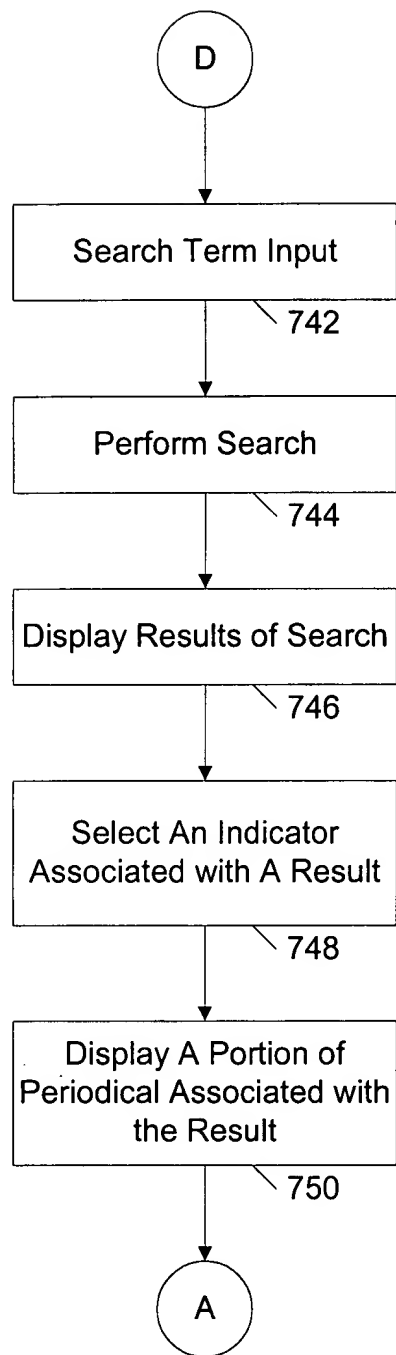 D
Search Term Input
742
Perform Search
744
Display Results of Search
746
Select An Indicator
Associated with A Result
748
Display A Portion of
Periodical Associated with
the Result
750
A